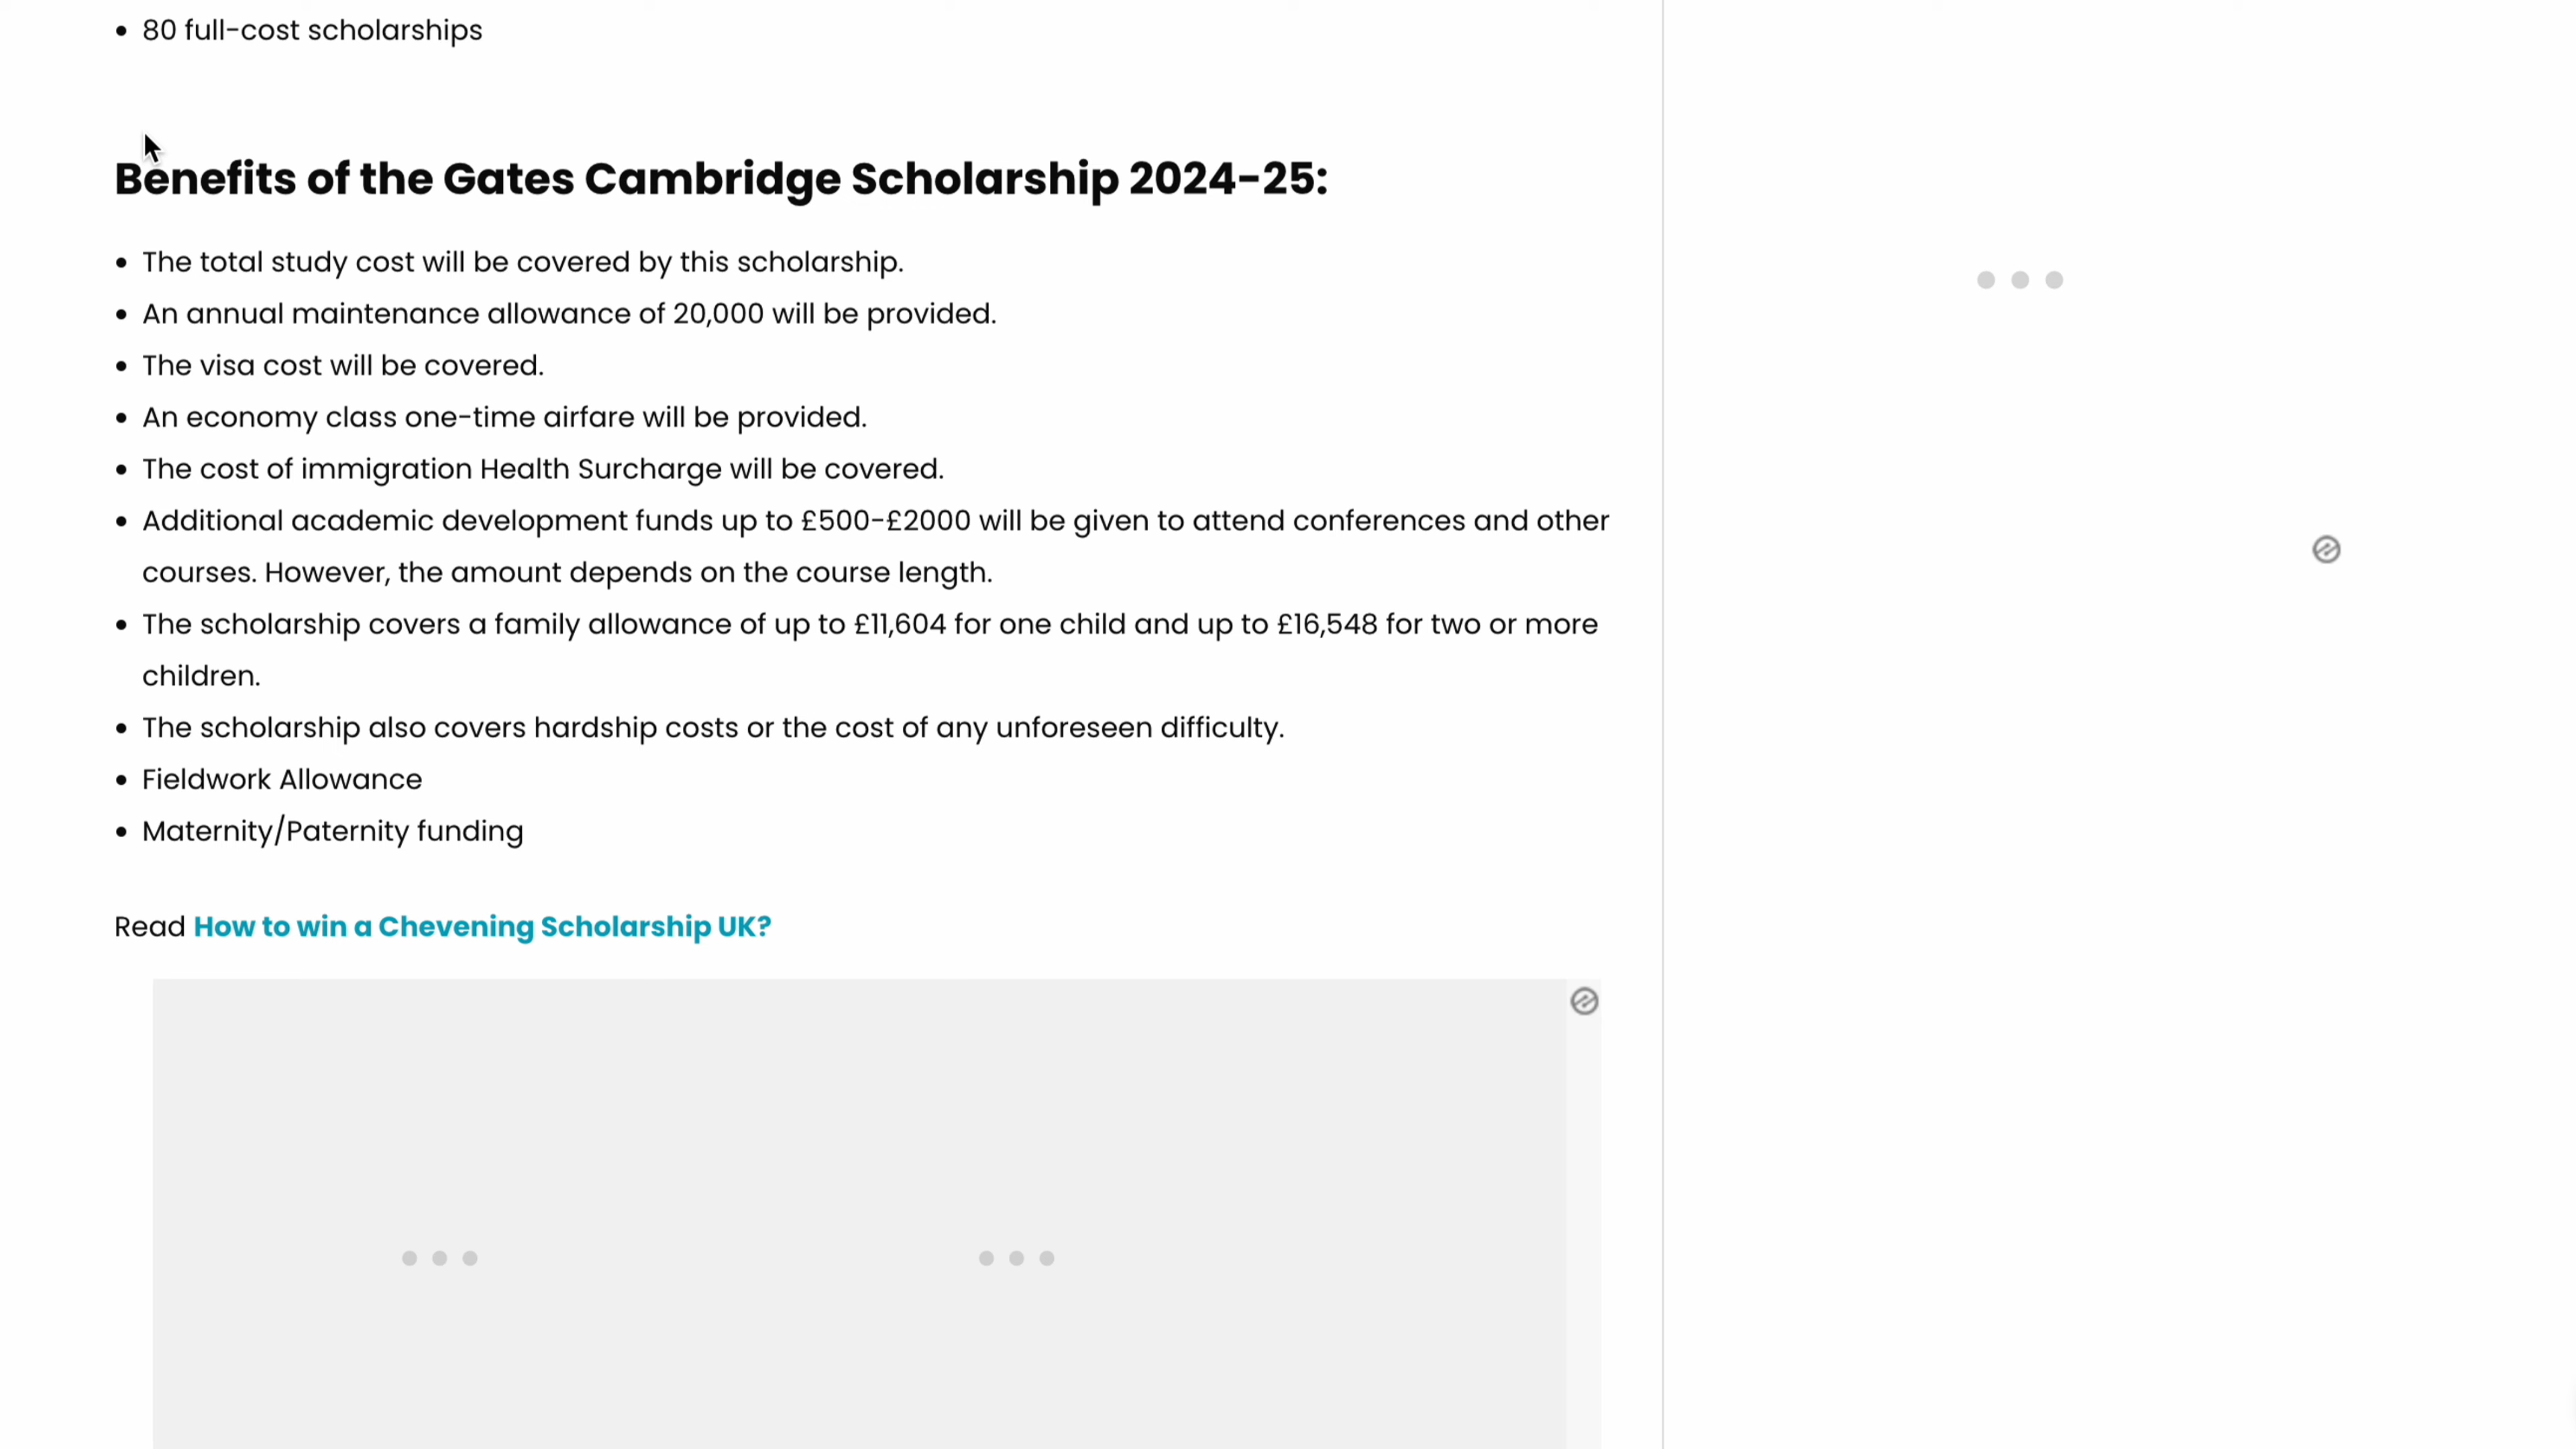 80 full-cost scholarships
Benefits of the Gates Cambridge Scholarship 2024-25:
The total study cost will be covered by this scholarship.
An annual maintenance allowance of 20,000 will be provided.
The visa cost will be covered.
An economy class one-time airfare will be provided.
The cost of immigration Health Surcharge will be covered.
Additional academic development funds up to £500-£2000 will be given to attend conferences and other
courses. However, the amount depends on the course length.
The scholarship covers a family allowance of up to £11,604 for one child and up to £16,548 for two or more
children.
The scholarship also covers hardship costs or the cost of any unforeseen difficulty.
Fieldwork Allowance
Maternity/Paternity funding
Read How to win a Chevening Scholarship UK?